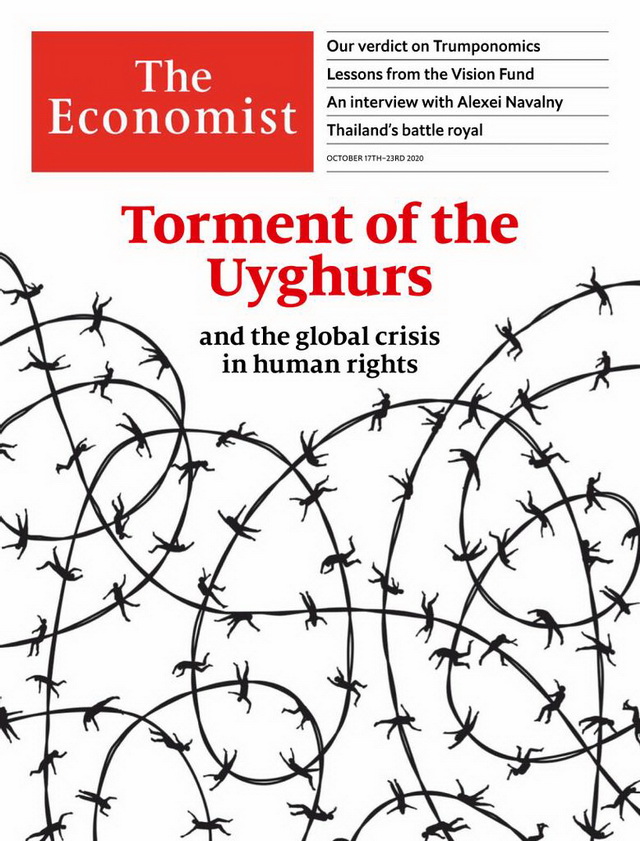 The
Economist
Our verdict on Trumponomics
Lessons from the Vision Fund
An interview with Alexei Navalny
Thailand's battle royal
OCTOBER 17TH–23RD 2020
Torment of the
Uyghurs
and the global crisis
in human rights